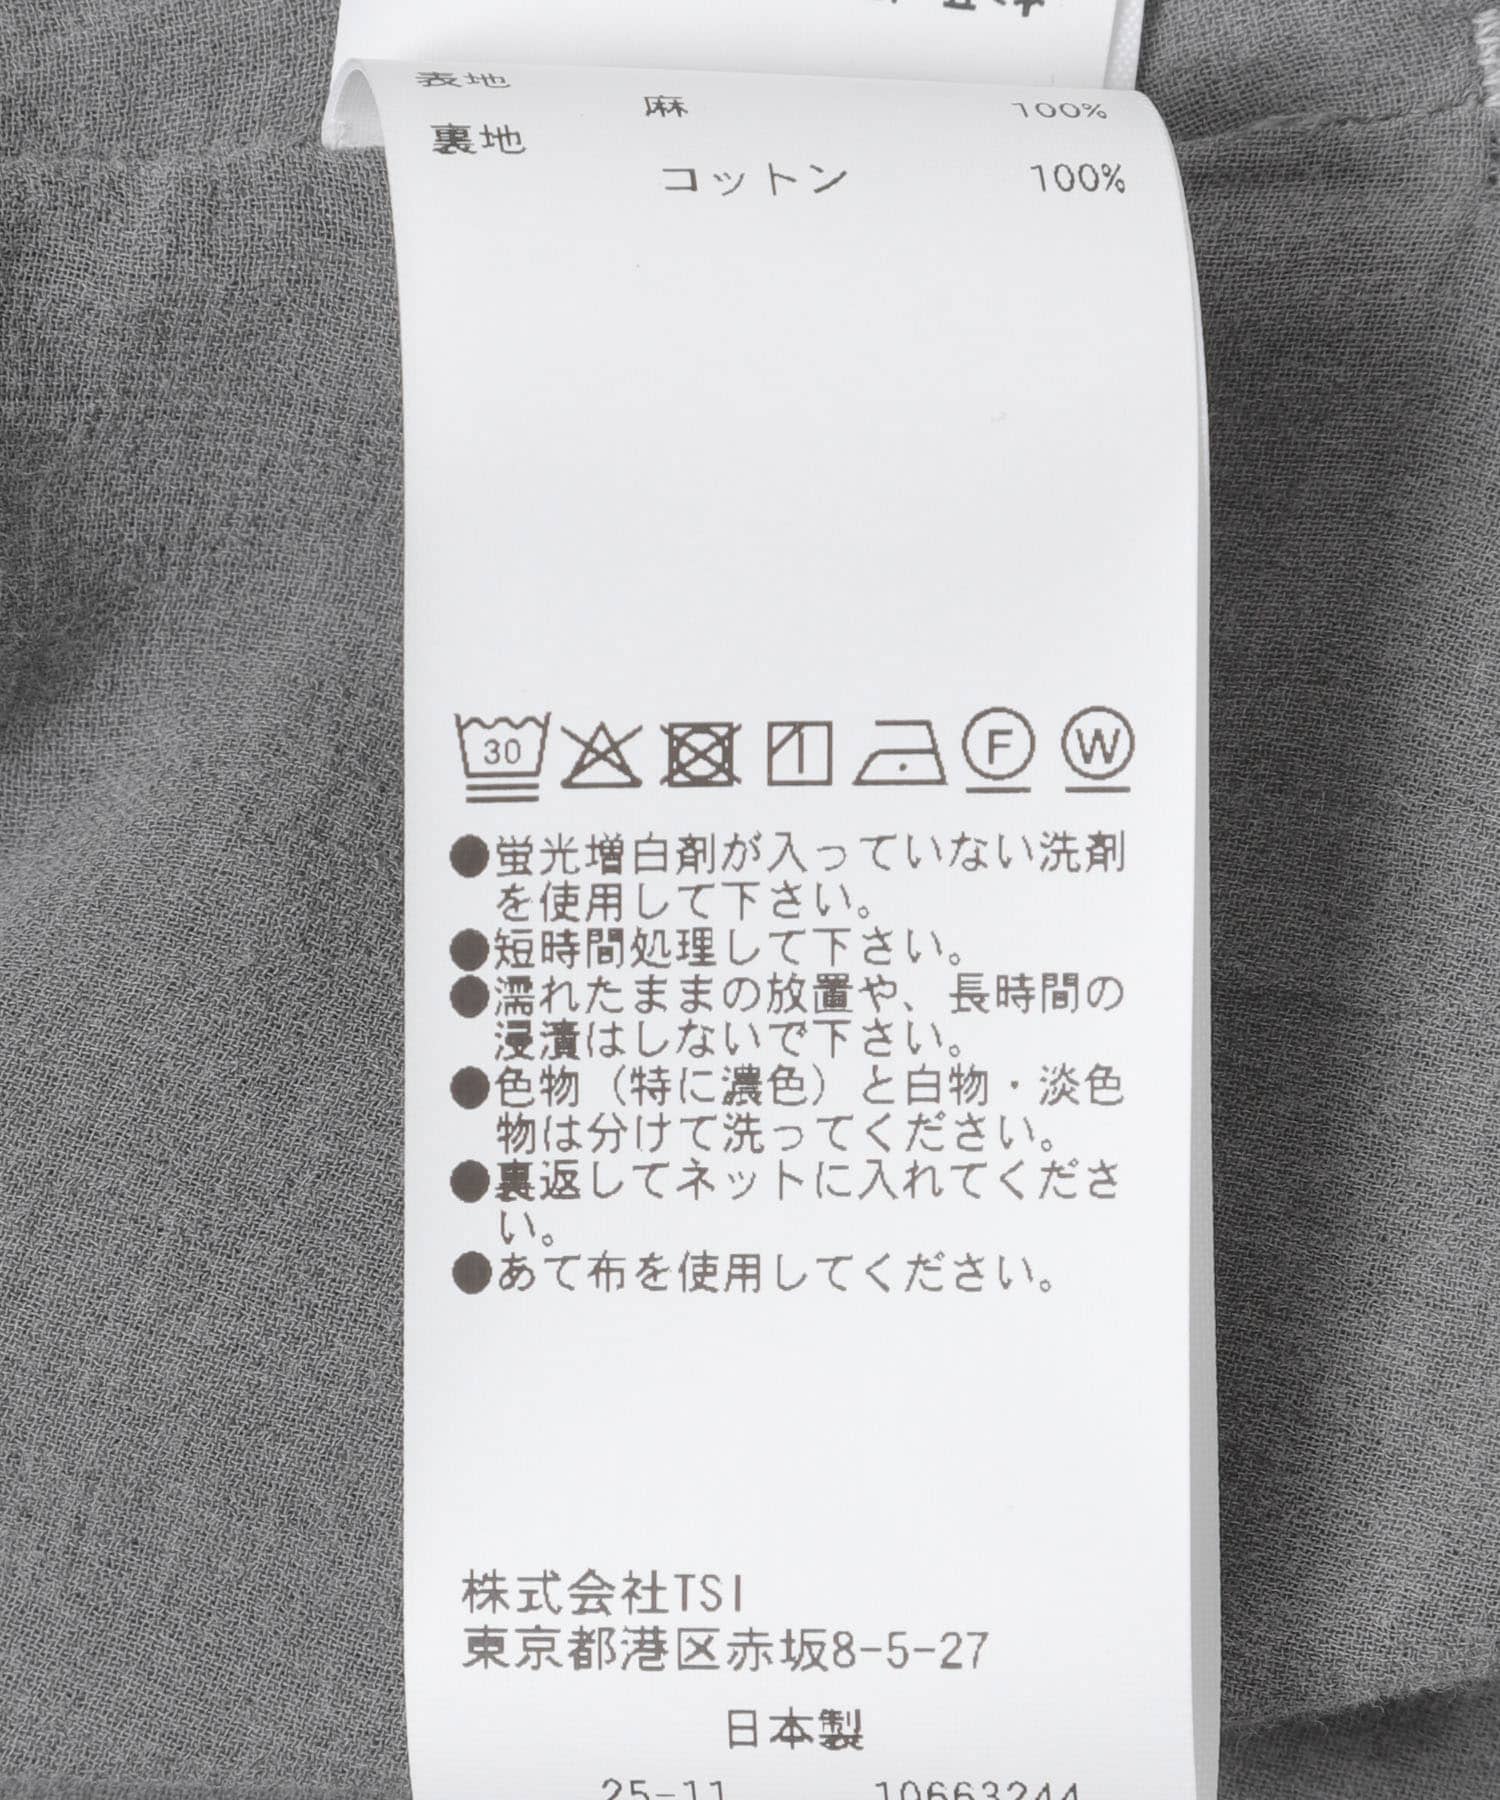 表地
麻 100%
裏地
コットン 100%
30 F W
●蛍光増白剤が入っていない洗剤
を使用して下さい。
●短時間処理して下さい。
●濡れたままの放置や、長時間の
浸漬はしないで下さい。
●色物（特に濃色）と白物・淡色
物は分けて洗ってください。
●裏返してネットに入れてくださ
い。
●あて布を使用してください。
株式会社TSI
東京都港区赤坂8-5-27
日本製
25-11 10663244